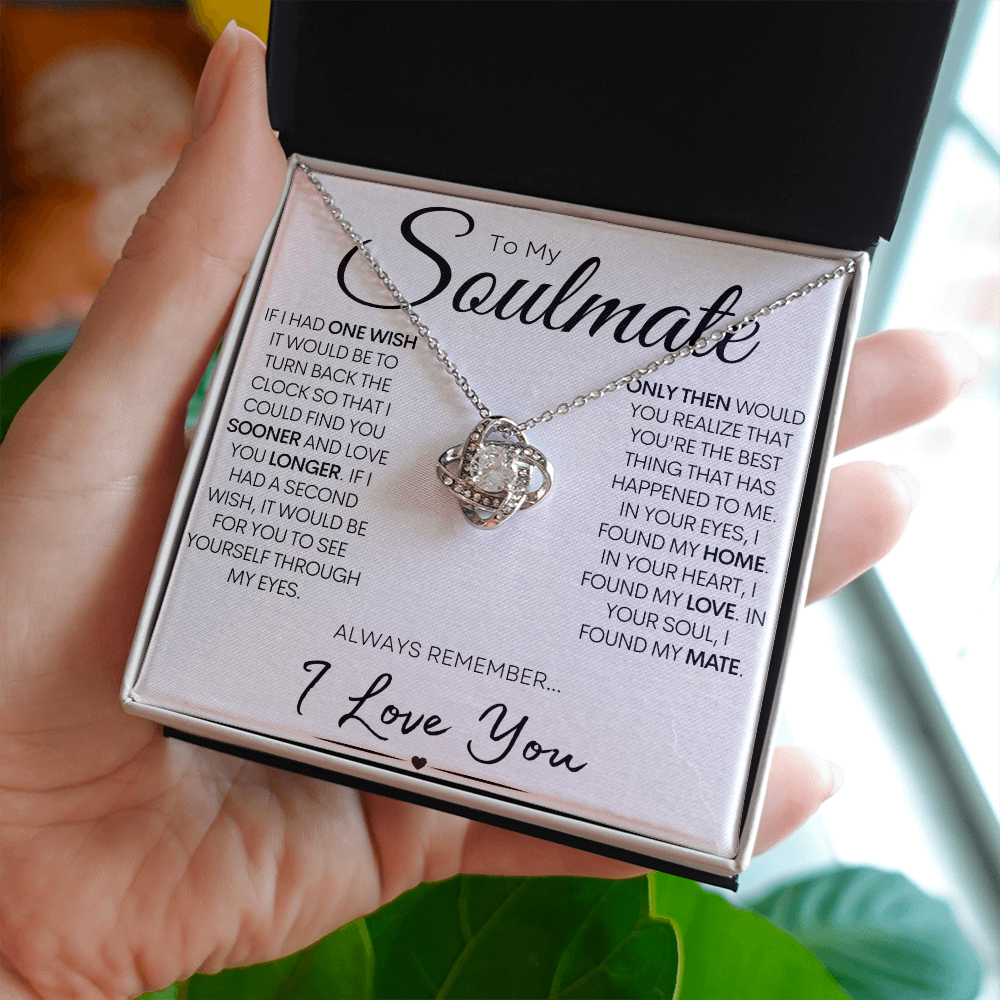 To My
Soulmate
IF I HAD ONE WISH
IT WOULD BE TO
TURN BACK THE
CLOCK SO THAT I
COULD FIND YOU
SOONER AND LOVE
YOU LONGER. IF I
HAD A SECOND
WISH, IT WOULD BE
FOR YOU TO SEE
YOURSELF THROUGH
MY EYES.
ONLY THEN WOULD
YOU REALIZE THAT
YOU'RE THE BEST
THING THAT HAS
HAPPENED TO ME.
IN YOUR EYES, I
FOUND MY HOME.
IN YOUR HEART, I
FOUND MY LOVE. IN
YOUR SOUL, I
FOUND MY MATE.
ALWAYS REMEMBER...
I Love You